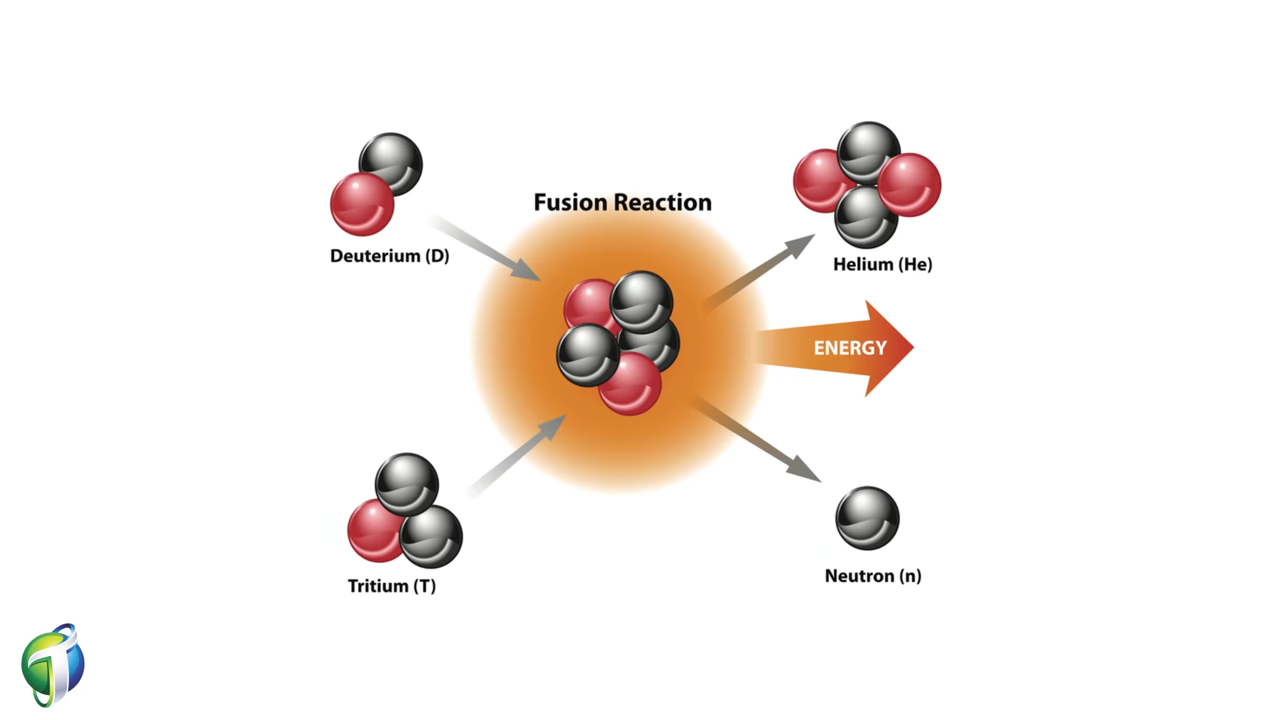 Fusion Reaction
Deuterium (D)
Helium (He)
ENERGY
Tritium (T)
Neutron (n)
T